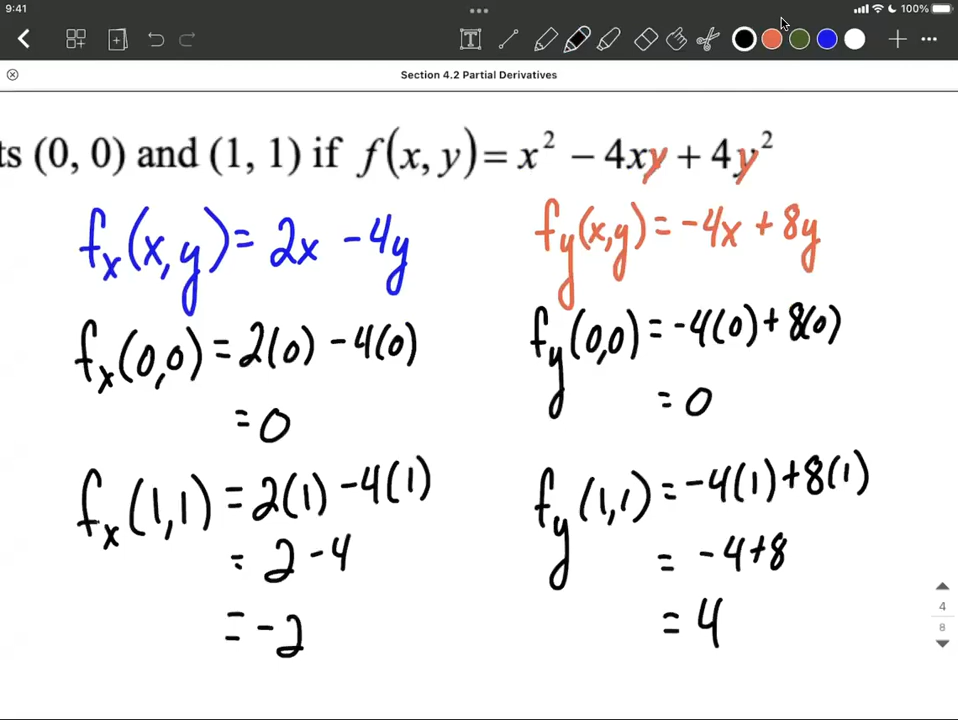 9:41
100%
Section 4.2 Partial Derivatives
ts (0, 0) and (1, 1) if f(x, y) = x² − 4xy + 4y²
fₓ(x,y) = 2x − 4y
fᵧ(x,y) = −4x + 8y
fₓ(0,0) = 2(0) − 4(0)
= 0
fᵧ(0,0) = −4(0) + 8(0)
= 0
fₓ(1,1) = 2(1) − 4(1)
= 2 − 4
= −2
fᵧ(1,1) = −4(1) + 8(1)
= −4 + 8
= 4
4
8